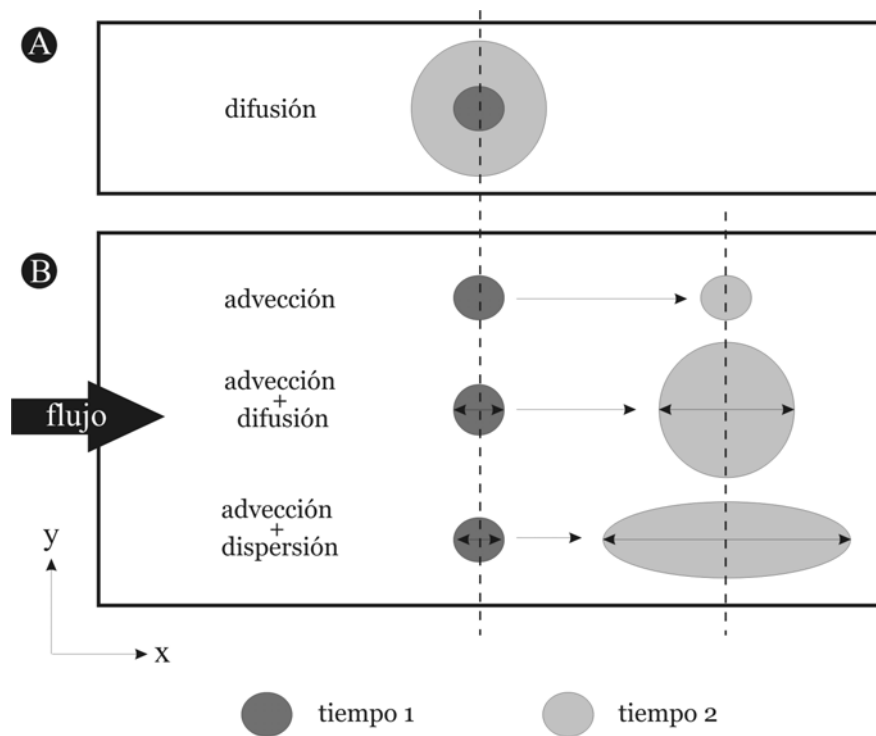 A
difusión
B
advección
advección
+
difusión
flujo
advección
+
dispersión
y
x
tiempo 1
tiempo 2